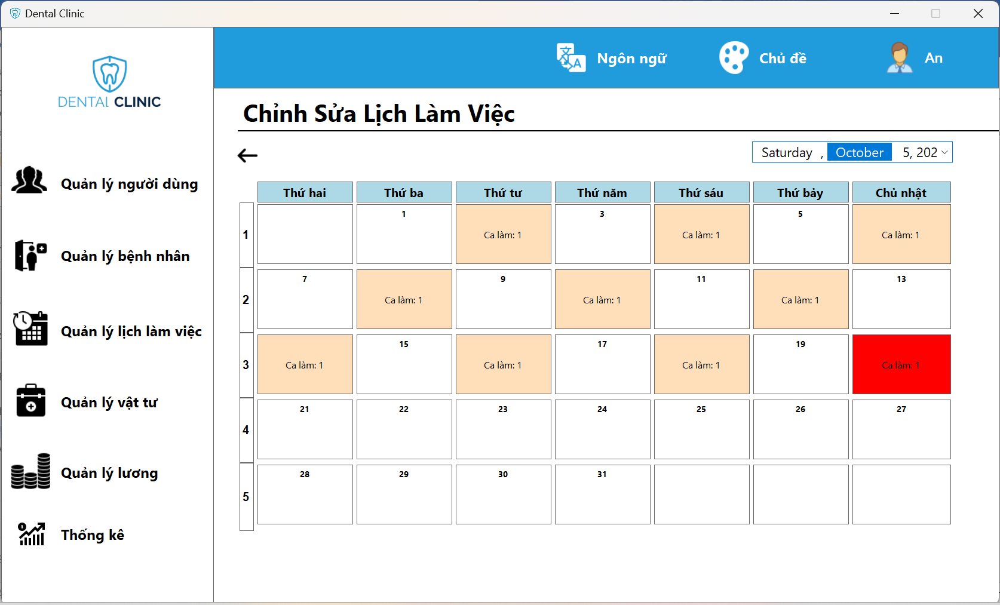 Dental Clinic
Ngôn ngữ
Chủ đề
An
DENTAL CLINIC
Chỉnh Sửa Lịch Làm Việc
Saturday , October 5, 202
Quản lý người dùng
Quản lý bệnh nhân
Quản lý lịch làm việc
Quản lý vật tư
Quản lý lương
Thống kê
Thứ hai Thứ ba Thứ tư Thứ năm Thứ sáu Thứ bảy Chủ nhật
1 3 5
1 Ca làm: 1 Ca làm: 1 Ca làm: 1
7 9 11 13
2 Ca làm: 1 Ca làm: 1 Ca làm: 1
15 17 19
3 Ca làm: 1 Ca làm: 1 Ca làm: 1 Ca làm: 1
21 22 23 24 25 26 27
4
28 29 30 31
5